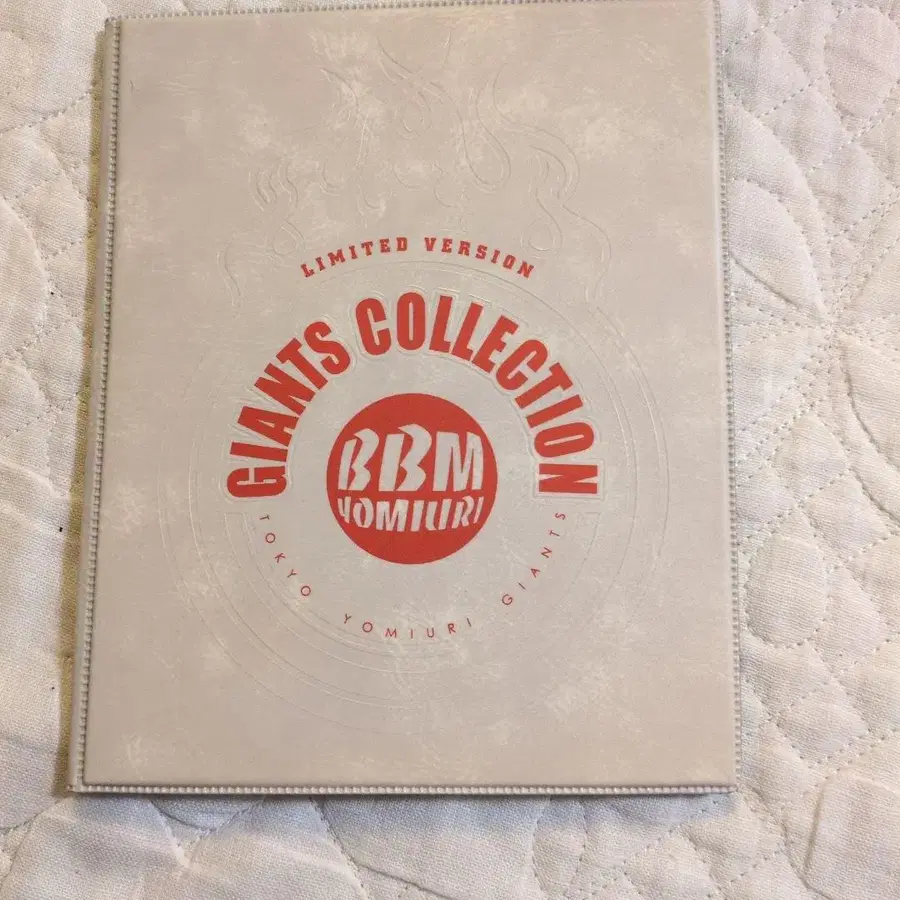 LIMITED VERSION
GIANTS COLLECTION
BBM
YOMIURI
TOKYO YOMIURI GIANTS